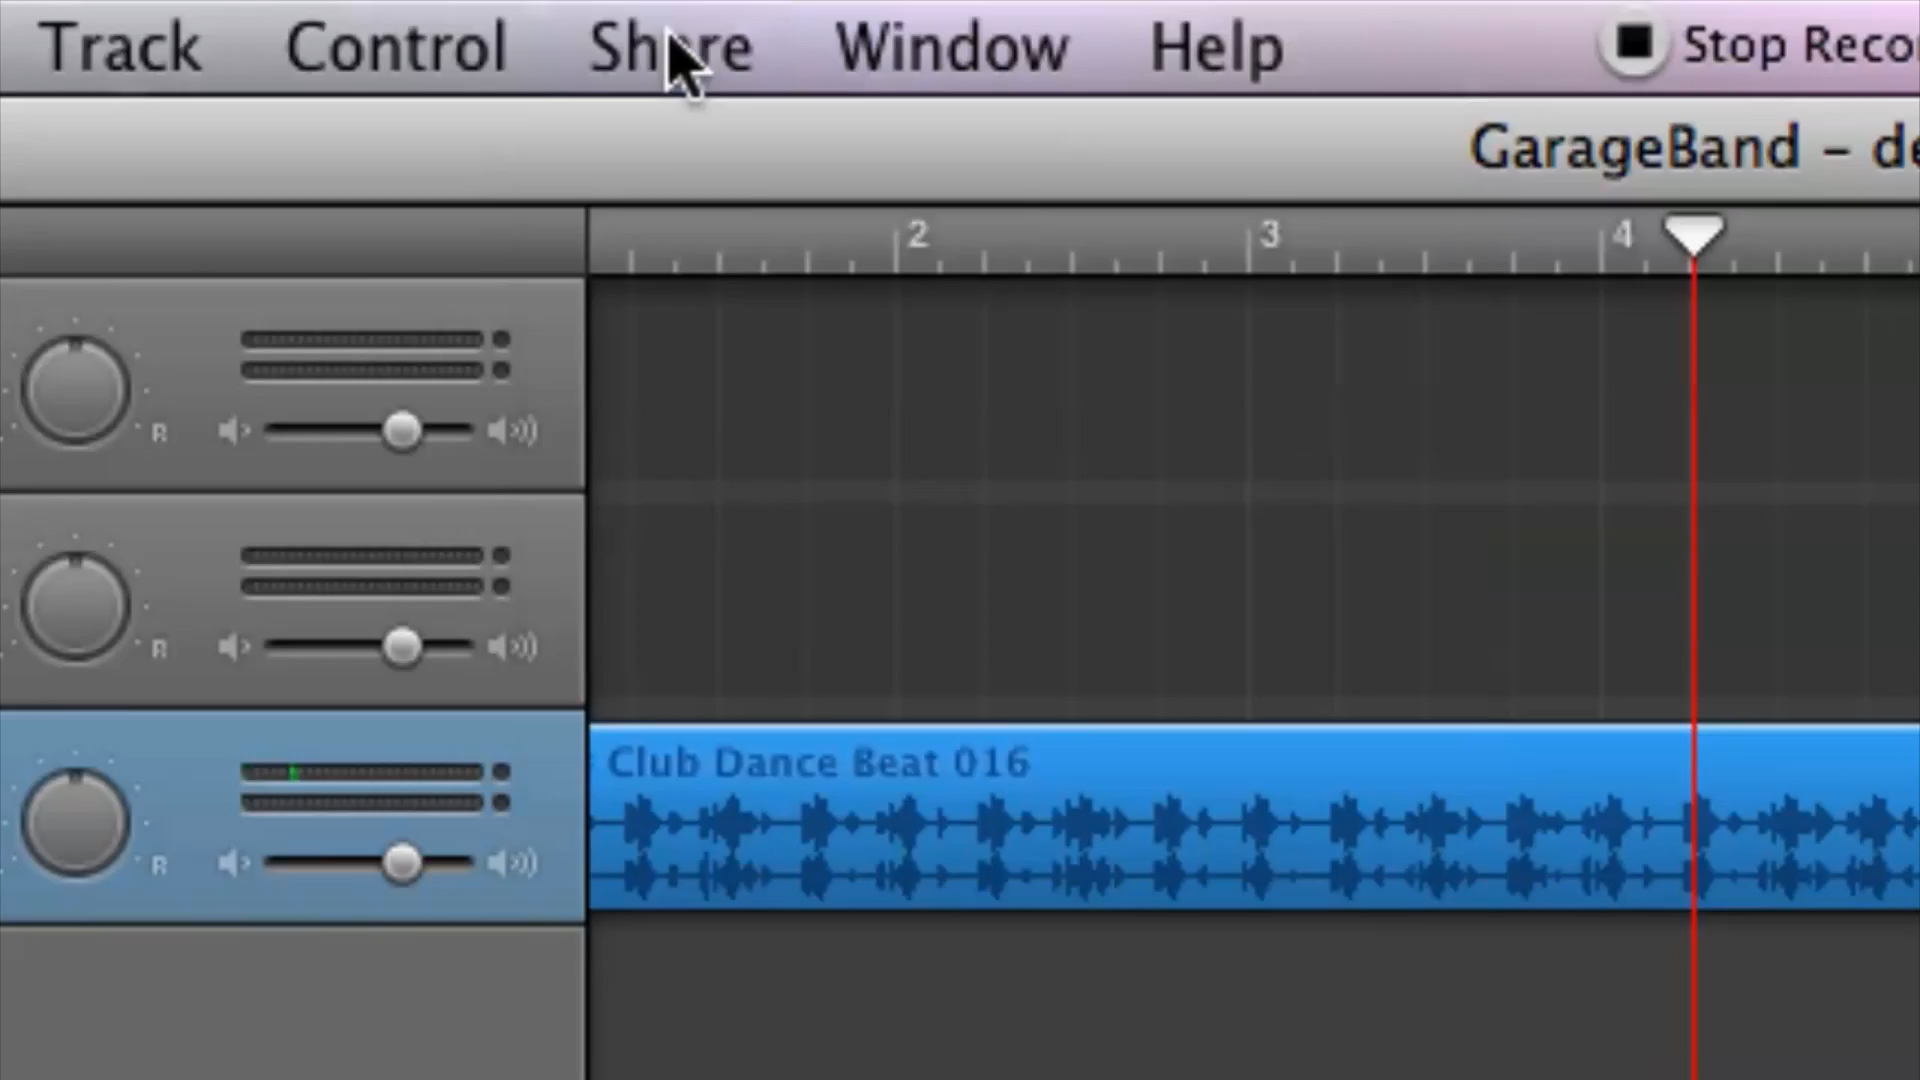 Track Control Share Window Help Stop Reco
GarageBand – de
2 3 4
R
R
Club Dance Beat 016
R